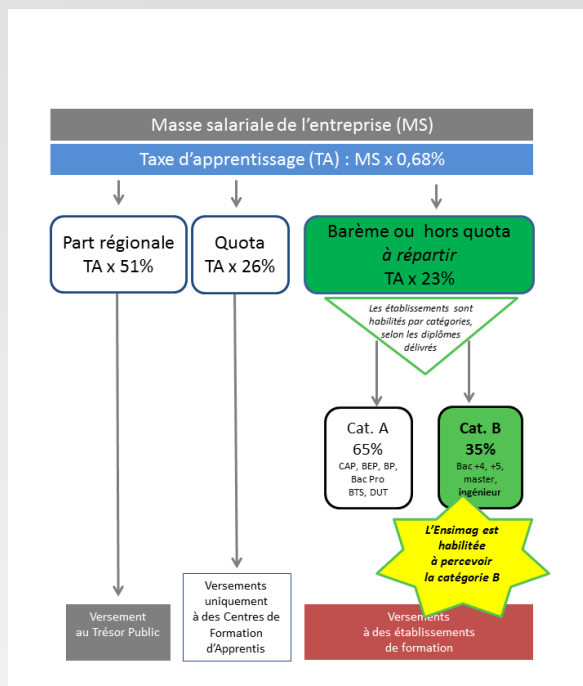 Masse salariale de l'entreprise (MS)
Taxe d'apprentissage (TA) : MS x 0,68%
Part régionale
TA x 51%
Quota
TA x 26%
Barème ou hors quota
à répartir
TA x 23%
Les établissements sont
habilités par catégories,
selon les diplômes
délivrés
Cat. A
65%
CAP, BEP, BP,
Bac Pro
BTS, DUT
Cat. B
35%
Bac +4, +5,
master,
ingénieur
L'Ensimag est
habilitée
à percevoir
la catégorie B
Versement
au Trésor Public
Versements
uniquement
à des Centres de
Formation
d'Apprentis
Versements
à des établissements
de formation